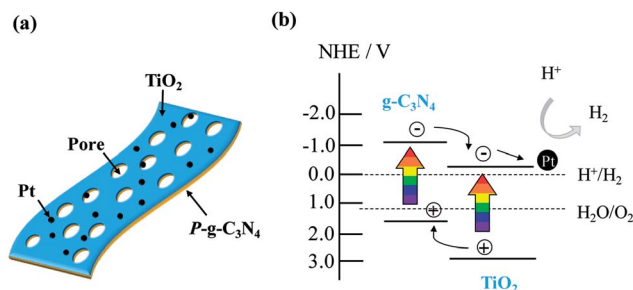 (a)
TiO2
Pore
Pt
P-g-C3N4
(b)
NHE / V
g-C3N4
H+
H2
-2.0
-1.0
0.0
1.0
2.0
3.0
-
-
Pt
+
+
H+/H2
H2O/O2
TiO2